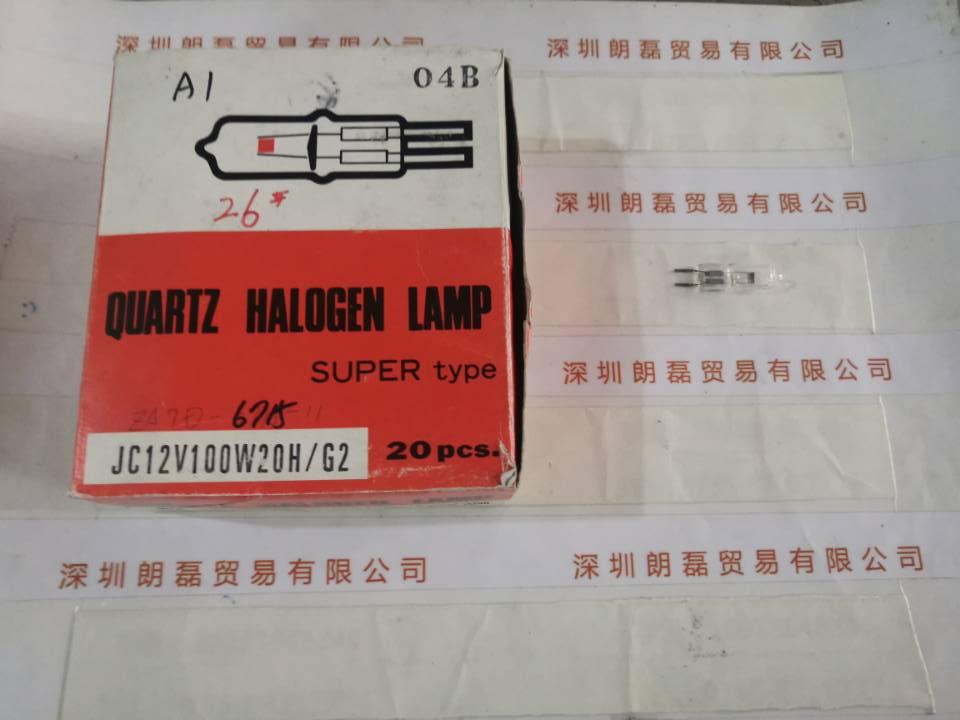 深圳朗磊贸易有限公司
深圳朗磊贸易有限公司
A1
04B
26#
深圳朗磊贸易有限公司
QUARTZ HALOGEN LAMP
SUPER type
6715
JC12V100W20H/G2
20 pcs.
深圳朗磊贸易有限公司
深圳朗磊贸易有限公司
深圳朗磊贸易有限公司